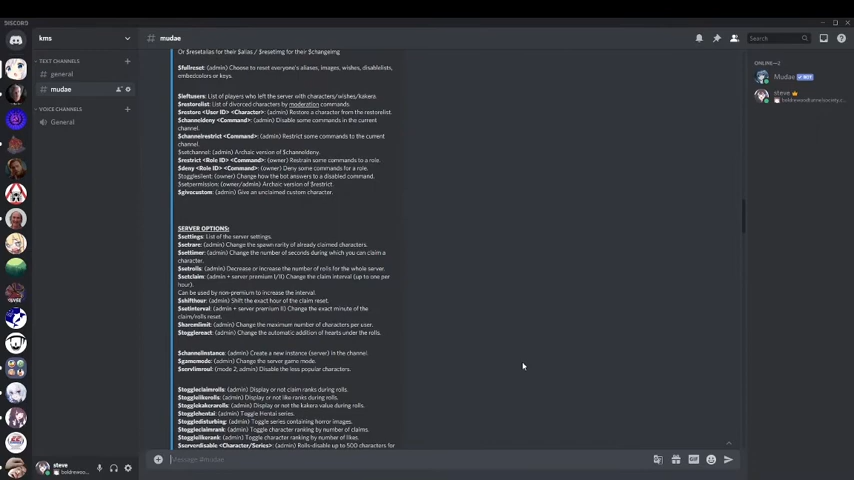 DISCORD
kms
mudae
Search
TEXT CHANNELS
general
mudae
VOICE CHANNELS
General
Or $resetalias for their $alias / $resetimg for their $changeimg
$fullreset: (admin) Choose to reset everyone's aliases, images, wishes, disablelists,
embedcolors or keys.
$leftusers: List of players who left the server with characters/wishes/kakera.
$restorelist: List of divorced characters by moderation commands.
$restore <User ID> <Character>: (admin) Restore a character from the restorelist.
$channeldeny <Command>: (admin) Disable some commands in the current
channel.
$channelrestrict <Command>: (admin) Restrict some commands to the current
channel.
$setchannel: (admin) Archaic version of $channeldeny.
$restrict <Role ID> <Command>: (owner) Restrain some commands to a role.
$deny <Role ID> <Command>: (owner) Deny some commands for a role.
$togglesilent: (owner) Change how the bot answers to a disabled command.
$setpermission: (owner/admin) Archaic version of $restrict.
$givecustom: (admin) Give an unclaimed custom character.
SERVER OPTIONS:
$settings: List of the server settings.
$setrare: (admin) Change the spawn rarity of already claimed characters.
$settimer: (admin) Change the number of seconds during which you can claim a
character.
$setrolls: Decrease or increase the number of rolls for the whole server.
$setclaim: (admin + server premium I/II) Change the claim interval (up to one per
hour).
Can be used by non-premium to increase the interval.
$shifthour: (admin) Shift the exact hour of the claim reset.
$setinterval: (admin + server premium II) Change the exact minute of the
claim/rolls reset.
$haremlimit: (admin) Change the maximum number of characters per user.
$togglereact: (admin) Change the automatic addition of hearts under the rolls.
$channelinstance: (admin) Create a new instance (server) in the channel.
$gamemode: (admin) Change the server game mode.
$servlimroul: (mode 2, admin) Disable the less popular characters.
$toggleclaimrolls: (admin) Display or not claim ranks during rolls.
$togglelikerolls: (admin) Display or not like ranks during rolls.
$togglekakerarolls: (admin) Display or not the kakera value during rolls.
$togglehentai: (admin) Toggle hentai series.
$toggledisturbing: (admin) Toggle series containing horror images.
$toggleclaimrank: (admin) Toggle character ranking by number of claims.
$togglelikerank: (admin) Toggle character ranking by number of likes.
$serverdisable <Character/Series>: (admin) Rolls-disable up to 500 characters for
Message #mudae
GIF
steve
ONLINE—2
Mudae BOT
steve